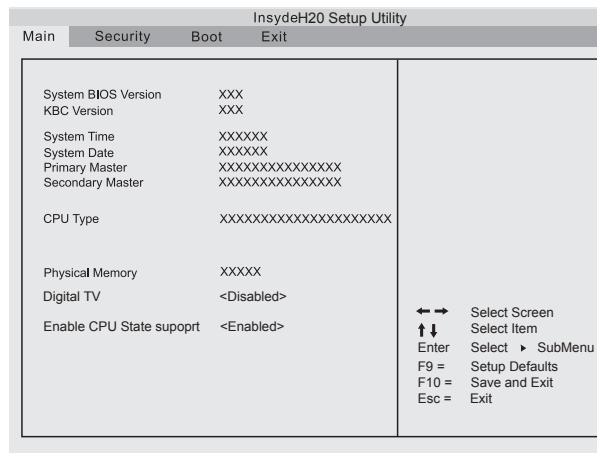 InsydeH20 Setup Utility
Main Security Boot Exit
System BIOS Version XXX
KBC Version XXX
System Time XXXXXX
System Date XXXXXX
Primary Master XXXXXXXXXXXXXXX
Secondary Master XXXXXXXXXXXXXXX
CPU Type XXXXXXXXXXXXXXXXXXXXX
Physical Memory XXXXX
Digital TV <Disabled>
Enable CPU State supoprt <Enabled>
←→ Select Screen
↑↓ Select Item
Enter Select ▸ SubMenu
F9 = Setup Defaults
F10 = Save and Exit
Esc = Exit